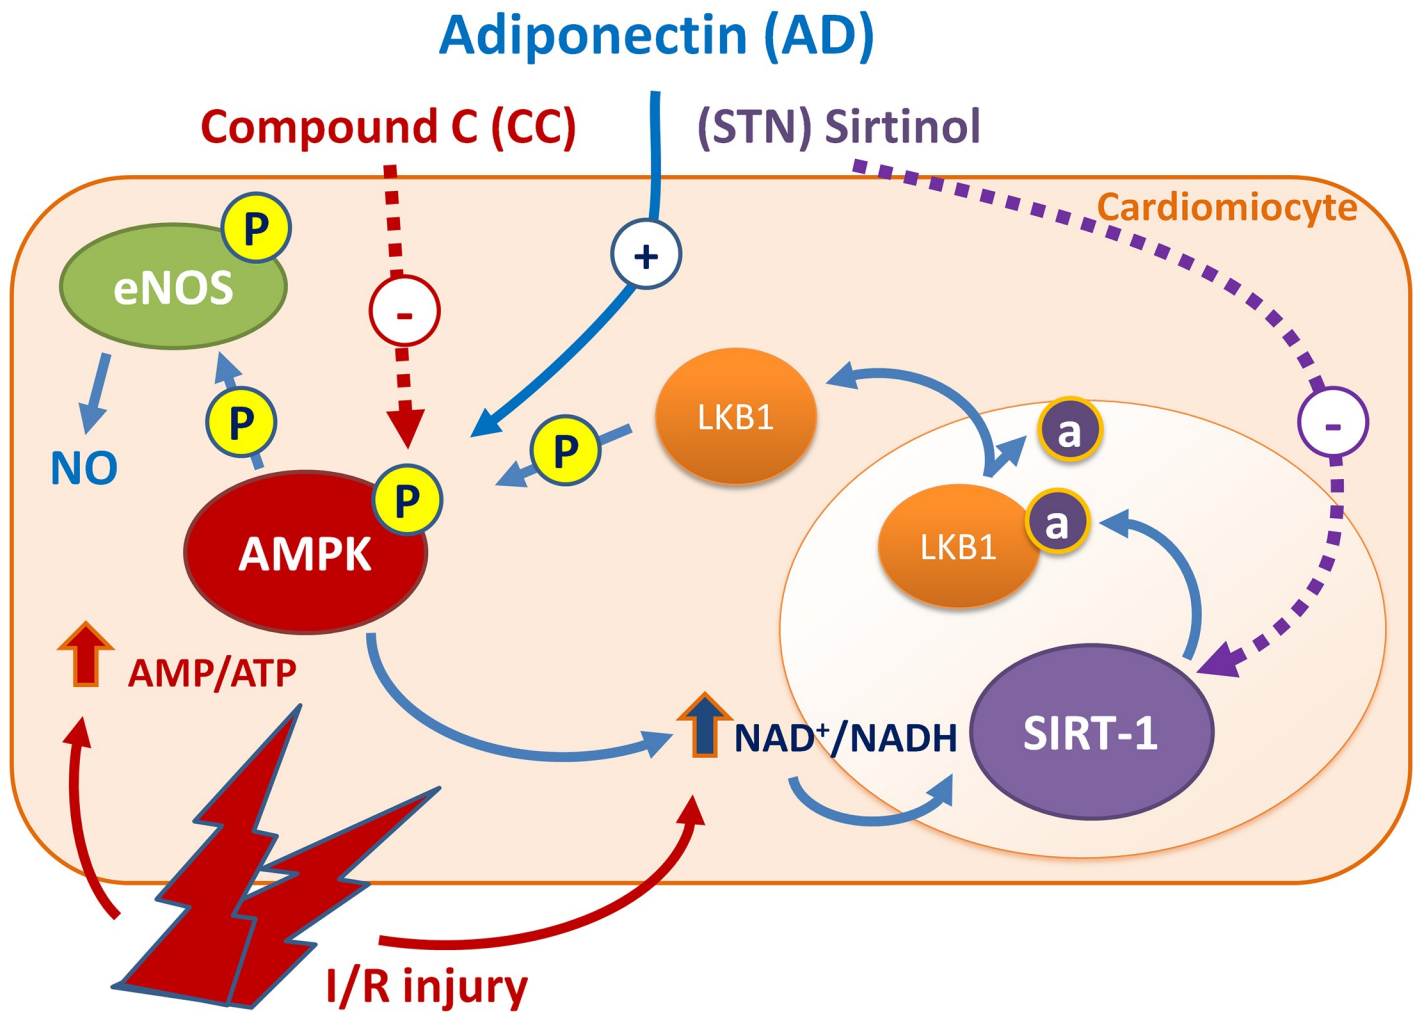 Adiponectin (AD)
Compound C (CC)
(STN) Sirtinol
Cardiomiocyte
P
eNOS
+
-
NO
P
P
LKB1
a
-
P
AMPK
LKB1
a
AMP/ATP
NAD⁺/NADH
SIRT-1
I/R injury